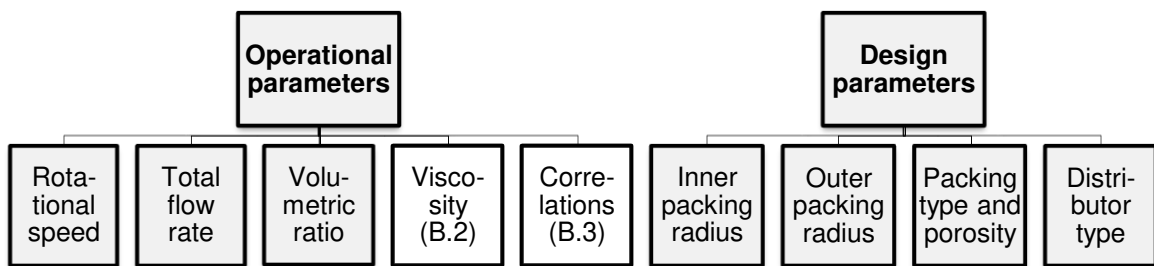 Operational
parameters
Design
parameters
Rota-
tional
speed
Total
flow
rate
Volu-
metric
ratio
Visco-
sity
(B.2)
Corre-
lations
(B.3)
Inner
packing
radius
Outer
packing
radius
Packing
type and
porosity
Distri-
butor
type